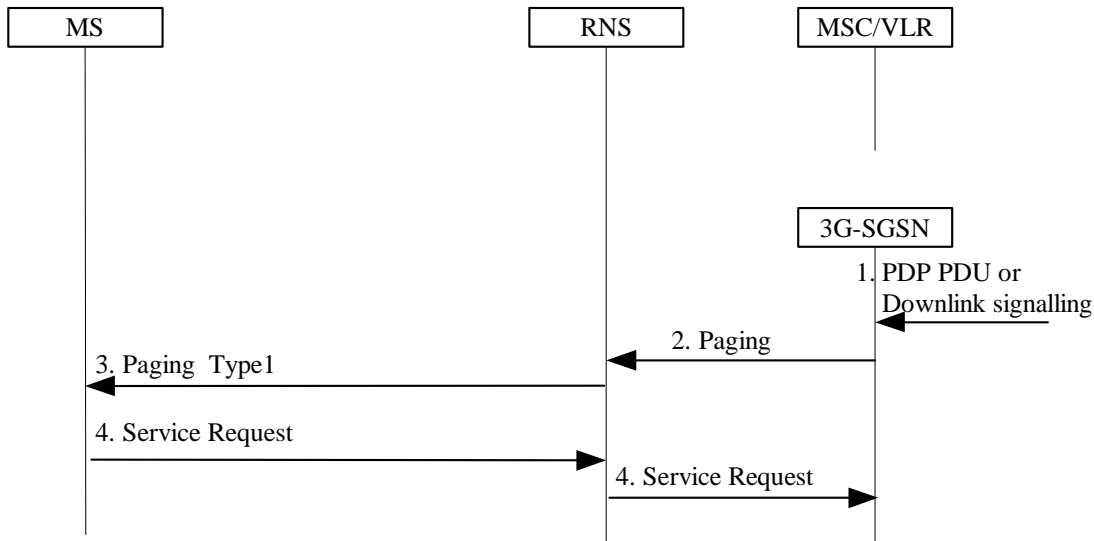 MS
RNS
MSC/VLR
3G-SGSN
1. PDP PDU or
Downlink signalling
2. Paging
3. Paging Type1
4. Service Request
4. Service Request